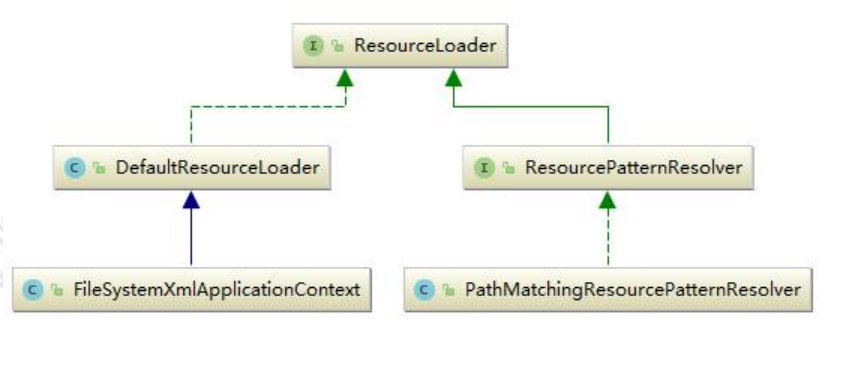 I ResourceLoader
C DefaultResourceLoader
I ResourcePatternResolver
C FileSystemXmlApplicationContext
C PathMatchingResourcePatternResolver